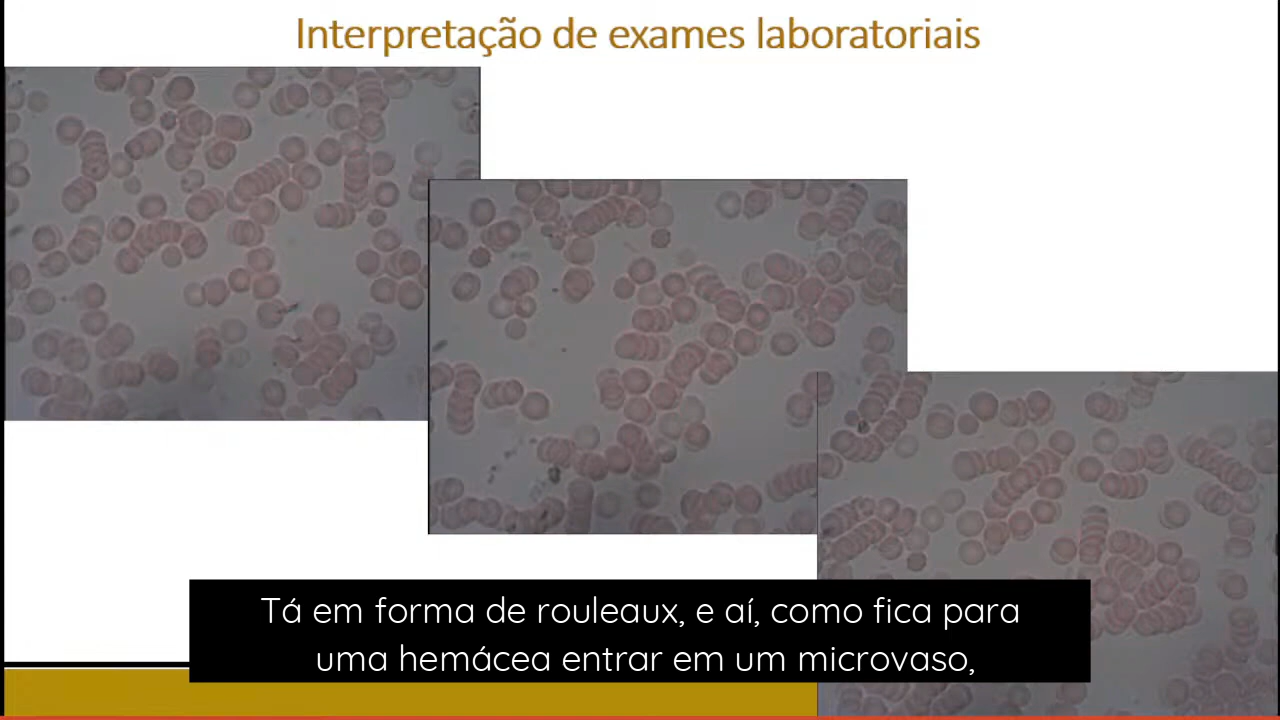 Interpretação de exames laboratoriais
Tá em forma de rouleaux, e aí, como fica para
uma hemácea entrar em um microvaso,